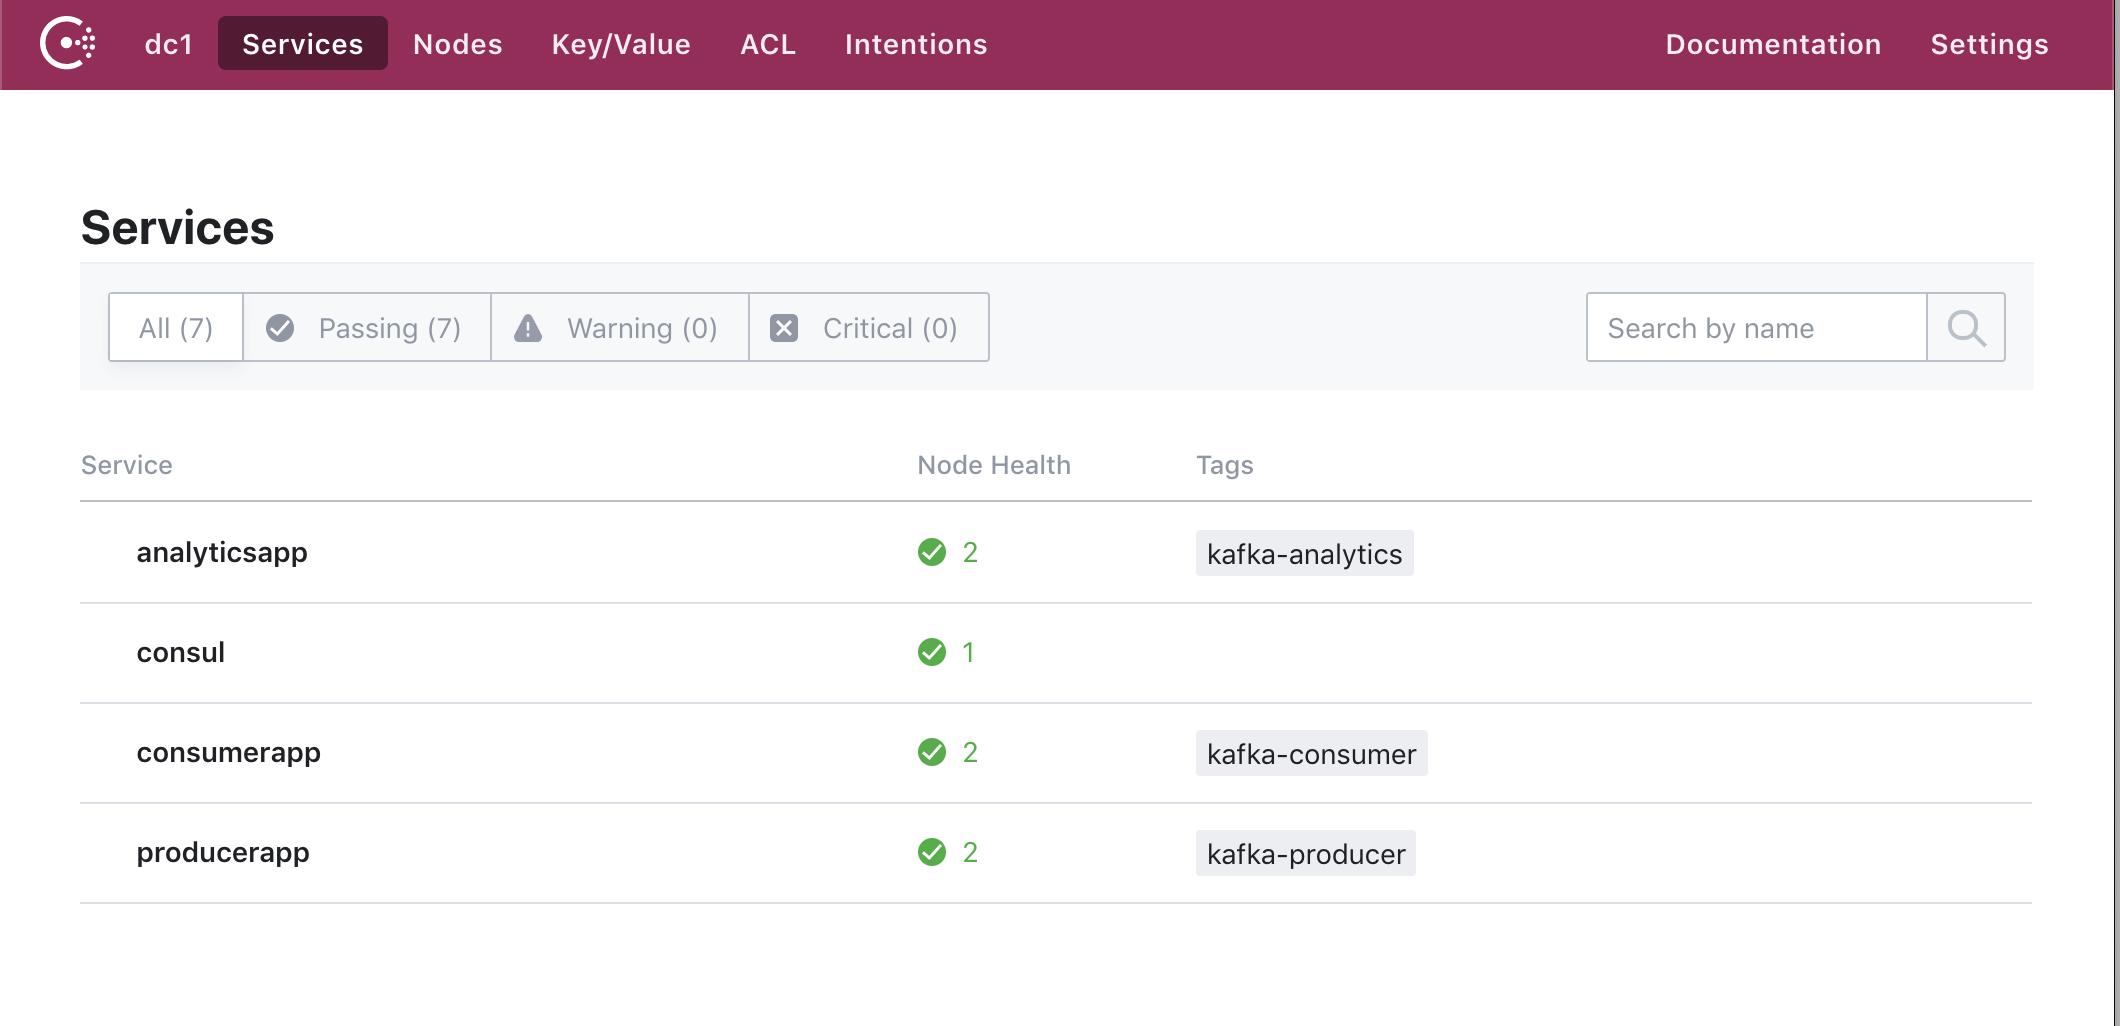 dc1 Services Nodes Key/Value ACL Intentions Documentation Settings
Services
All (7) Passing (7) Warning (0) Critical (0) Search by name
Service Node Health Tags
analyticsapp 2 kafka-analytics
consul 1
consumerapp 2 kafka-consumer
producerapp 2 kafka-producer